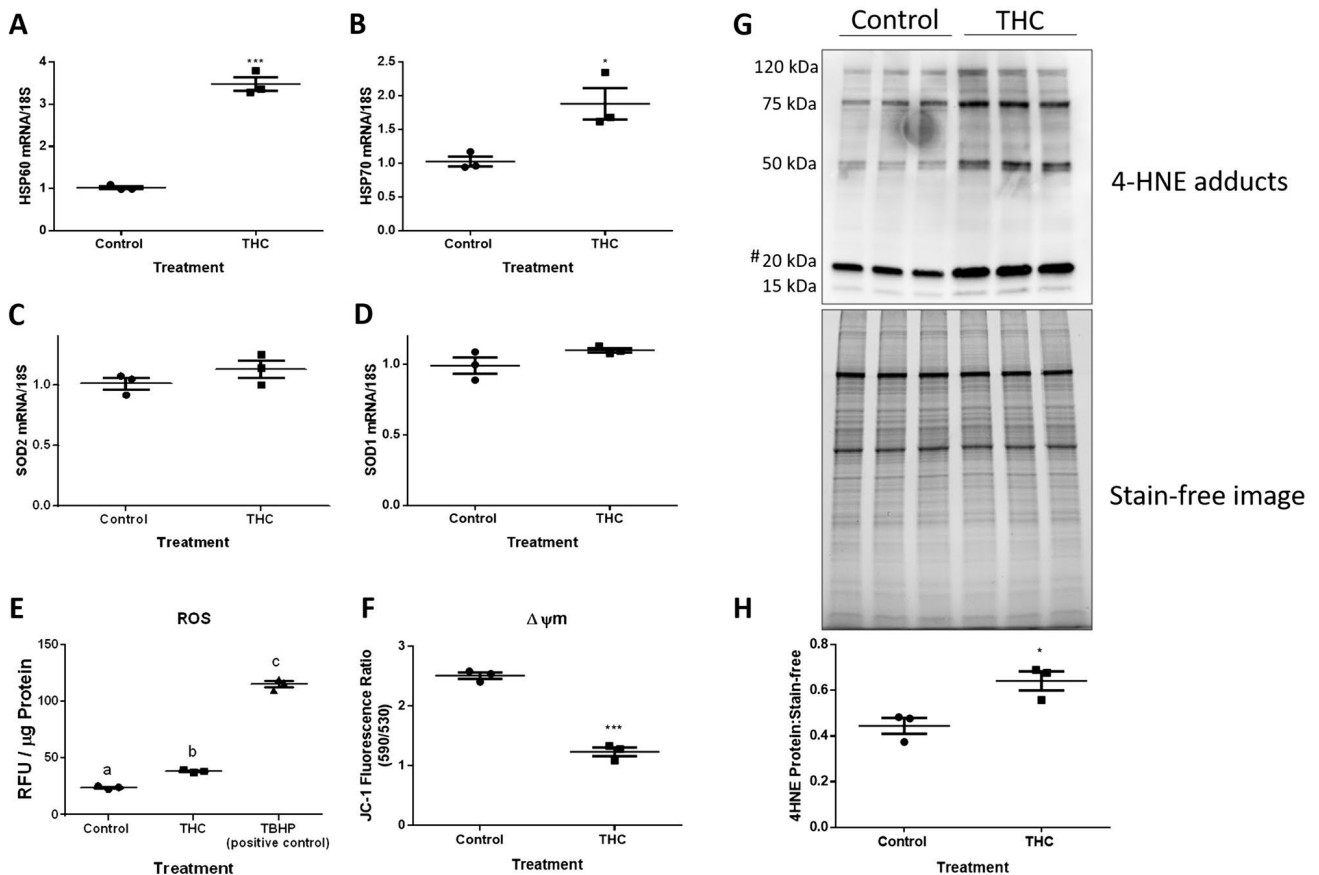 A
HSP60 mRNA/18S
4
3
2
1
0
***
Control
THC
Treatment
B
HSP70 mRNA/18S
2.5
2.0
1.5
1.0
0.5
0.0
*
Control
THC
Treatment
C
SOD2 mRNA/18S
1.0
0.5
0.0
Control
THC
Treatment
D
SOD1 mRNA/18S
1.0
0.5
0.0
Control
THC
Treatment
E
ROS
RFU / µg Protein
150
100
50
0
a
b
c
Control
THC
TBHP
(positive control)
Treatment
F
Δ ψm
JC-1 Fluorescence Ratio
(590/530)
3
2
1
0
***
Control
THC
Treatment
G
Control
THC
120 kDa
75 kDa
50 kDa
#20 kDa
15 kDa
4-HNE adducts
Stain-free image
H
4HNE Protein:Stain-free
0.8
0.6
0.4
0.2
0.0
*
Control
THC
Treatment